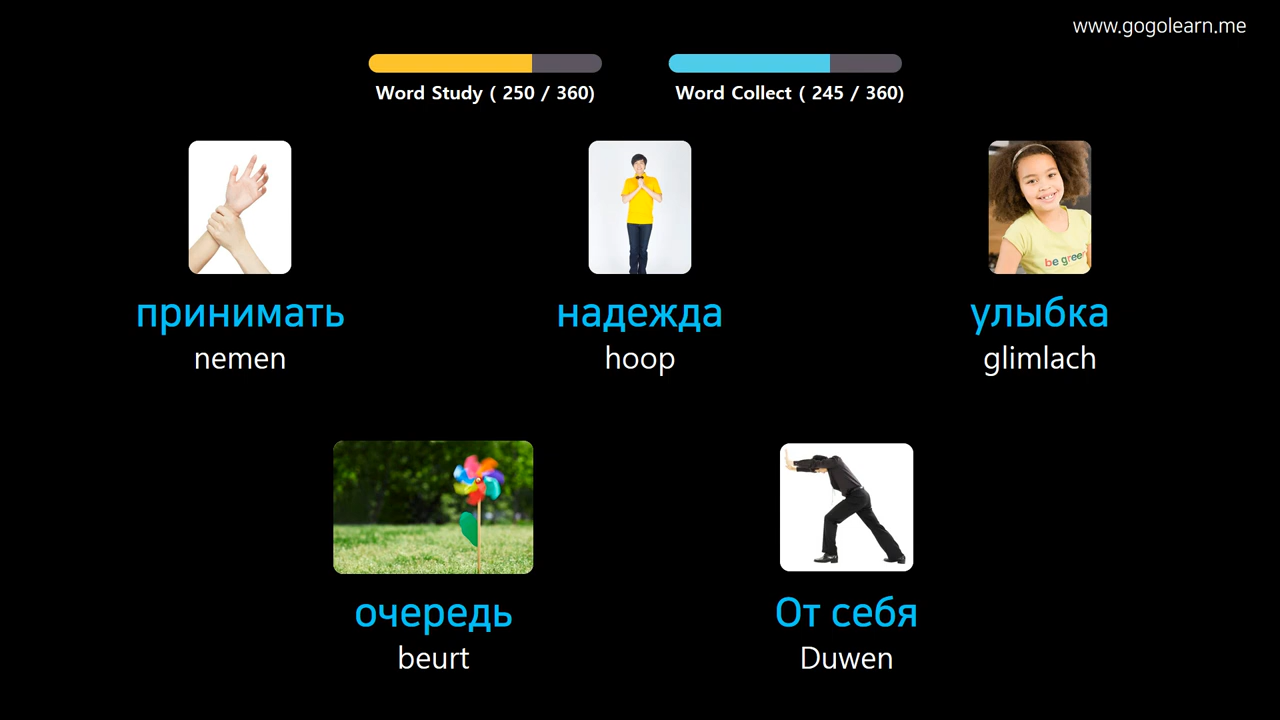 www.gogolearn.me
Word Study ( 250 / 360)
Word Collect ( 245 / 360)
принимать
nemen
надежда
hoop
улыбка
glimlach
be green
очередь
beurt
От себя
Duwen